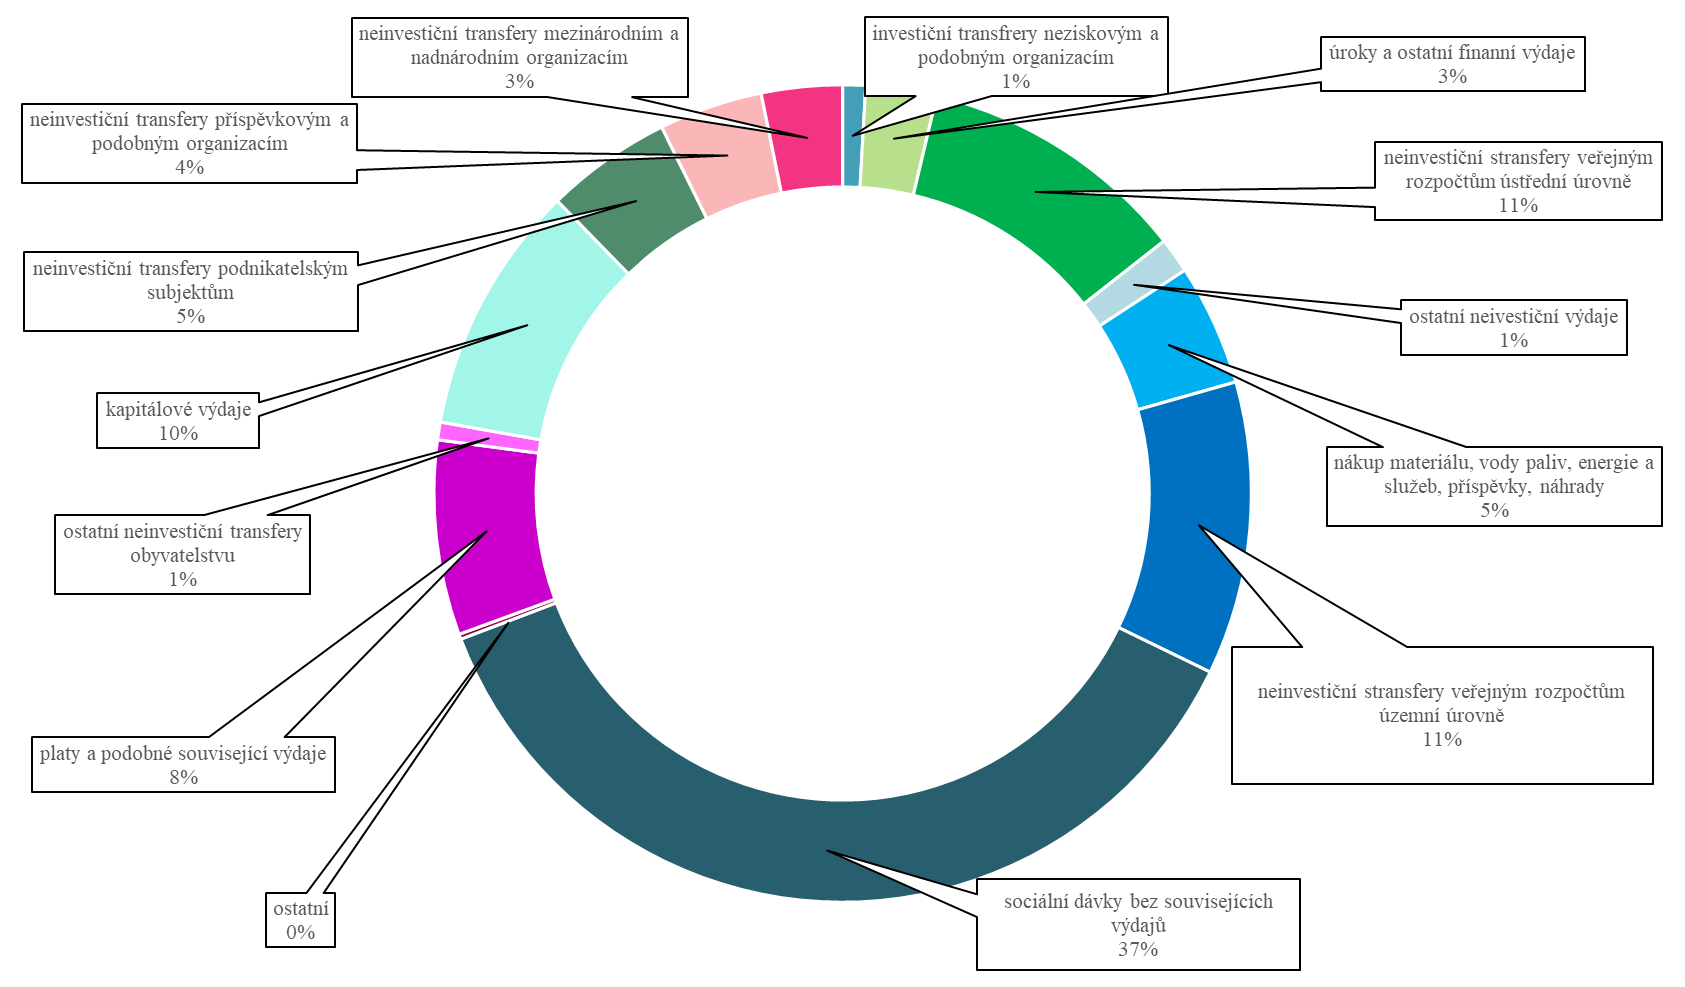 neinvestiční transfery mezinárodním a
nadnárodním organizacím
3%
investiční transfrery neziskovým a
podobným organizacím
1%
úroky a ostatní finanní výdaje
3%
neinvestiční stransfery veřejným
rozpočtům ústřední úrovně
11%
ostatní neivestiční výdaje
1%
nákup materiálu, vody paliv, energie a
služeb, příspěvky, náhrady
5%
neinvestiční stransfery veřejným rozpočtům
územní úrovně
11%
sociální dávky bez souvisejících
výdajů
37%
ostatní
0%
platy a podobné související výdaje
8%
ostatní neinvestiční transfery
obyvatelstvu
1%
kapitálové výdaje
10%
neinvestiční transfery podnikatelským
subjektům
5%
neinvestiční transfery příspěvkovým a
podobným organizacím
4%